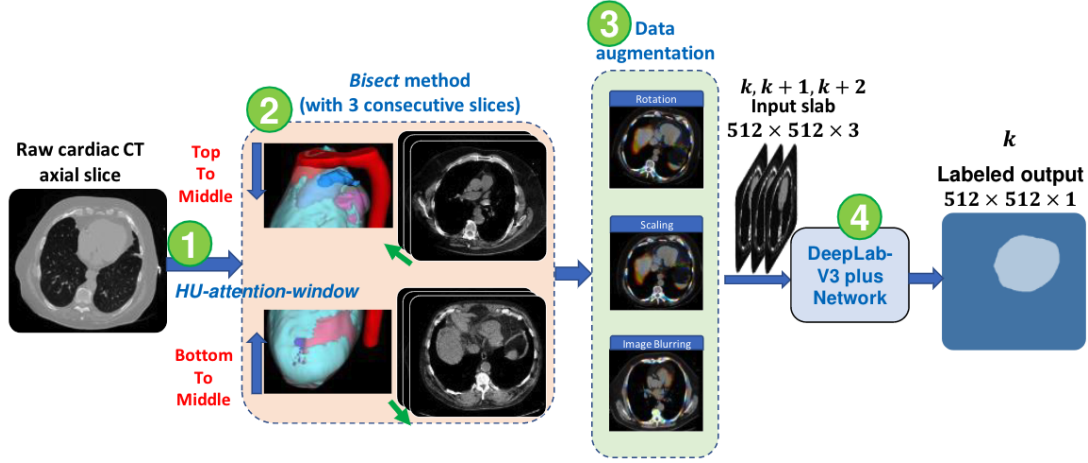 Raw cardiac CT
axial slice
1
HU-attention-window
2
Bisect method
(with 3 consecutive slices)
Top
To
Middle
Bottom
To
Middle
3
Data
augmentation
Rotation
Scaling
Image Blurring
k, k + 1, k + 2
Input slab
512 × 512 × 3
4
DeepLab-
V3 plus
Network
k
Labeled output
512 × 512 × 1